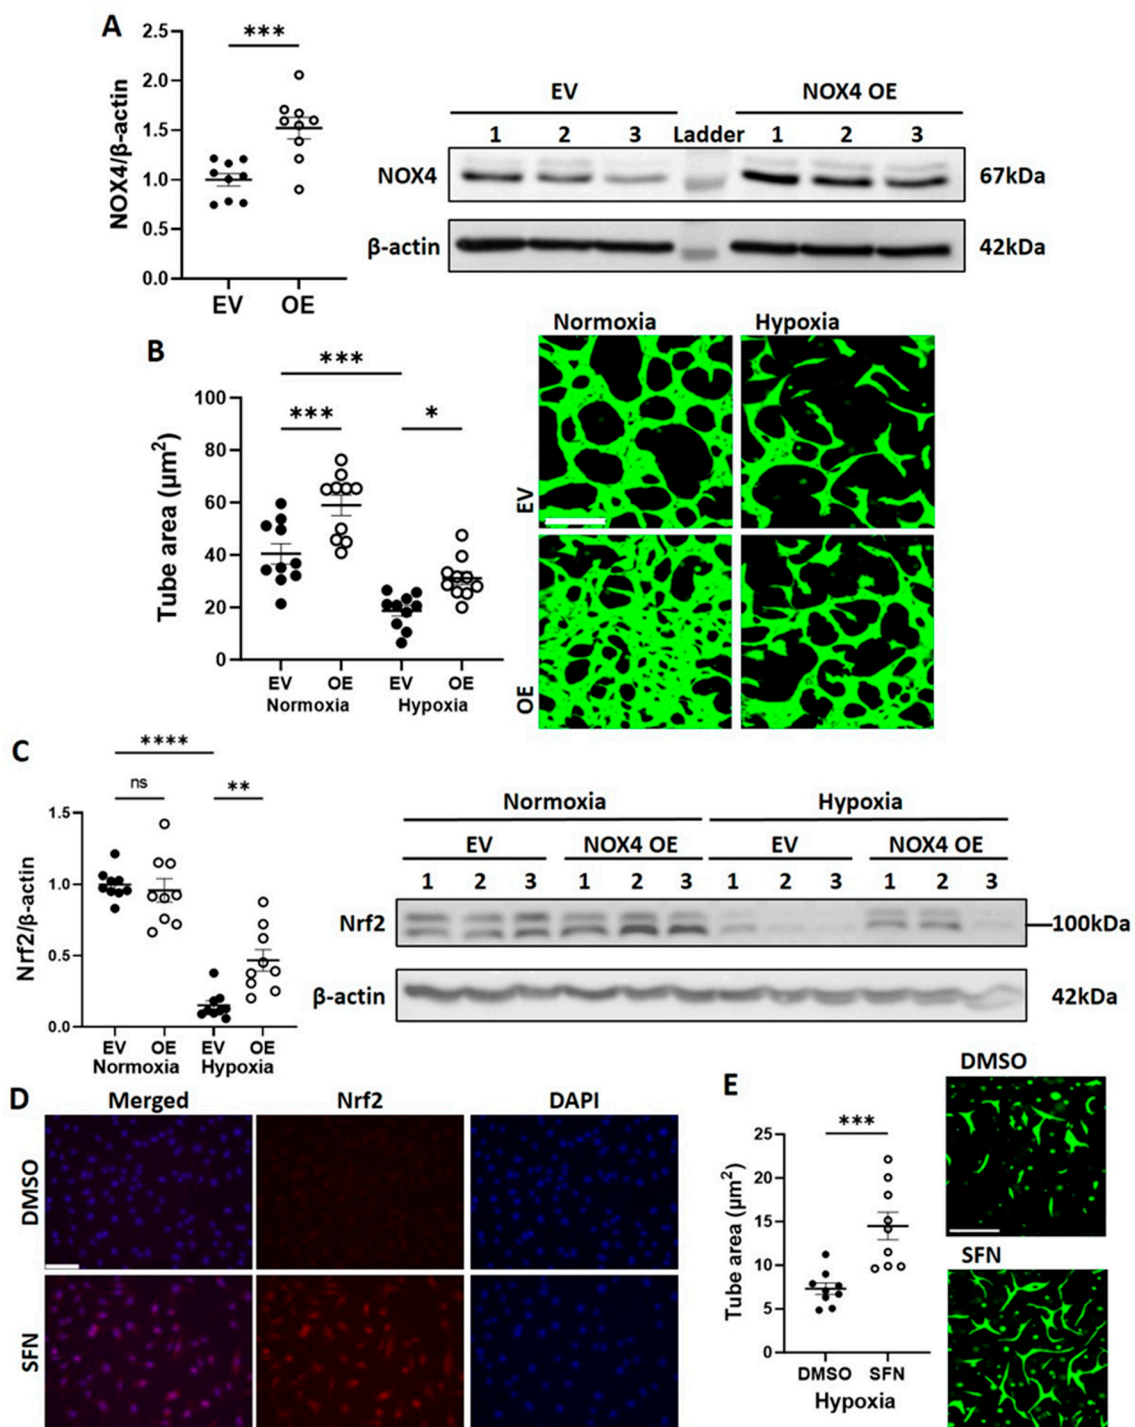 A
NOX4/β-actin
2.5
2.0
1.5
1.0
0.5
0.0
***
EV OE
EV NOX4 OE
1 2 3 Ladder 1 2 3
NOX4 67kDa
β-actin 42kDa
B
Tube area (µm²)
100
80
60
40
20
0
***
*** *
EV OE EV OE
Normoxia Hypoxia
Normoxia Hypoxia
EV
OE
C
Nrf2/β-actin
1.5
1.0
0.5
0.0
****
ns **
EV OE EV OE
Normoxia Hypoxia
Normoxia Hypoxia
EV NOX4 OE EV NOX4 OE
1 2 3 1 2 3 1 2 3 1 2 3
Nrf2 100kDa
β-actin 42kDa
D
Merged Nrf2 DAPI
DMSO
SFN
E
Tube area (µm²)
25
20
15
10
5
0
***
DMSO SFN
Hypoxia
DMSO
SFN